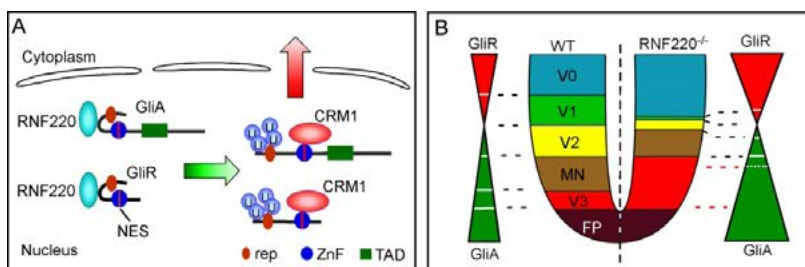 A
Cytoplasm
RNF220
GliA
CRM1
U U U U U
RNF220
GliR
CRM1
U U U U U
NES
Nucleus
rep ZnF TAD
B
GliR WT RNF220-/- GliR
V0
V1
V2
MN
V3
FP
GliA GliA